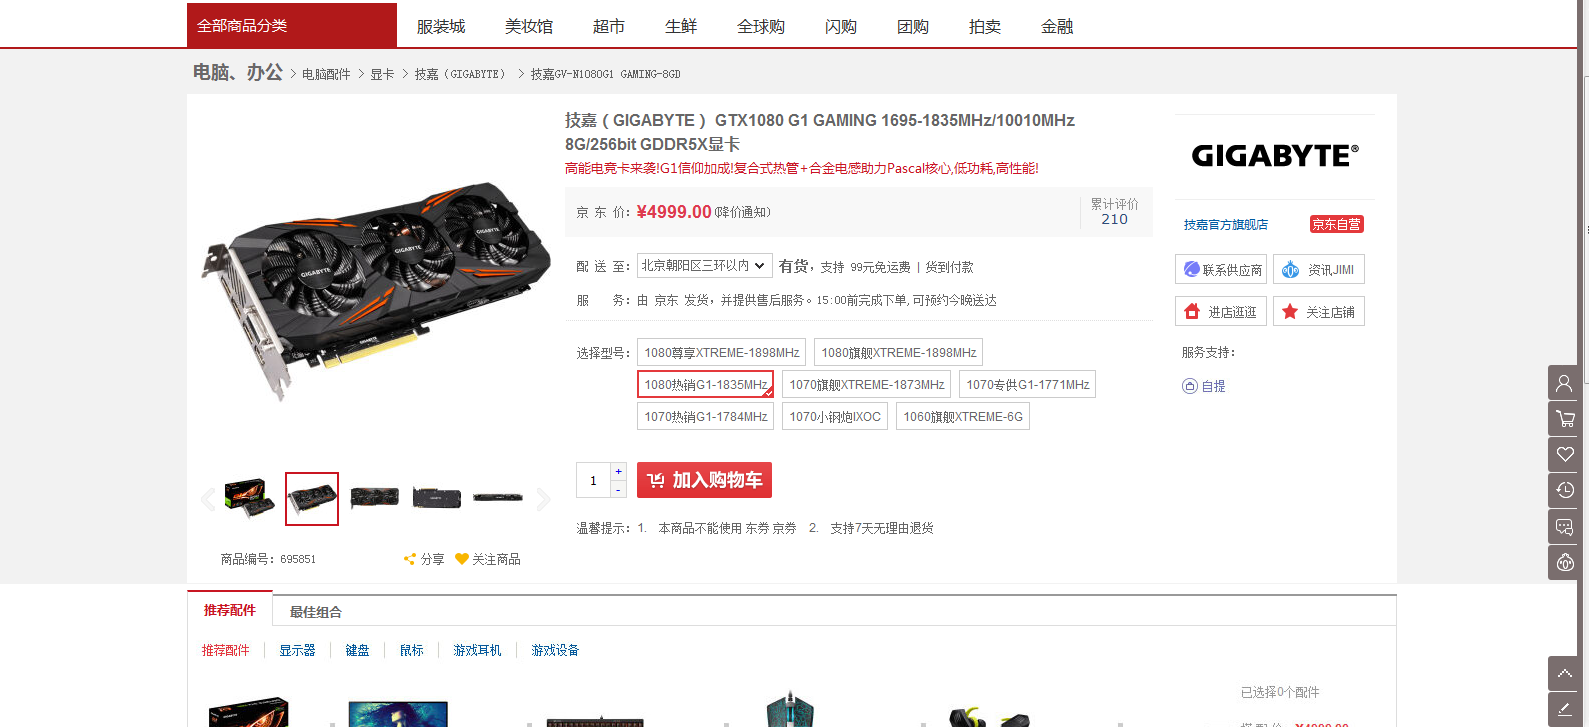 全部商品分类 服装城 美妆馆 超市 生鲜 全球购 闪购 团购 拍卖 金融
电脑、办公 > 电脑配件 > 显卡 > 技嘉（GIGABYTE） > 技嘉GV-N1080G1 GAMING-8GD
技嘉（GIGABYTE） GTX1080 G1 GAMING 1695-1835MHz/10010MHz
8G/256bit GDDR5X显卡
高能电竞卡来袭!G1信仰加成!复合式热管+合金电感助力Pascal核心,低功耗,高性能!
京 东 价： ¥4999.00 (降价通知)
累计评价
210
配 送 至： 北京朝阳区三环以内 有货，支持 99元免运费 | 货到付款
服 务：由 京东 发货，并提供售后服务。15:00前完成下单,可预约今晚送达
选择型号： 1080尊享XTREME-1898MHz 1080旗舰XTREME-1898MHz
1080热销G1-1835MHz 1070旗舰XTREME-1873MHz 1070专供G1-1771MHz
1070热销G1-1784MHz 1070小钢炮IXOC 1060旗舰XTREME-6G
1 + -
加入购物车
温馨提示：1. 本商品不能使用 东券 京券 2. 支持7天无理由退货
GIGABYTE
GIGABYTE
GIGABYTE
GIGABYTE
商品编号：695851 分享 关注商品
GIGABYTE®
技嘉官方旗舰店 京东自营
联系供应商 资讯JIMI
进店逛逛 关注店铺
服务支持：
自提
推荐配件 最佳组合
推荐配件 显示器 键盘 鼠标 游戏耳机 游戏设备
已选择0个配件
GIGABYTE
搭配价 ¥4999.00